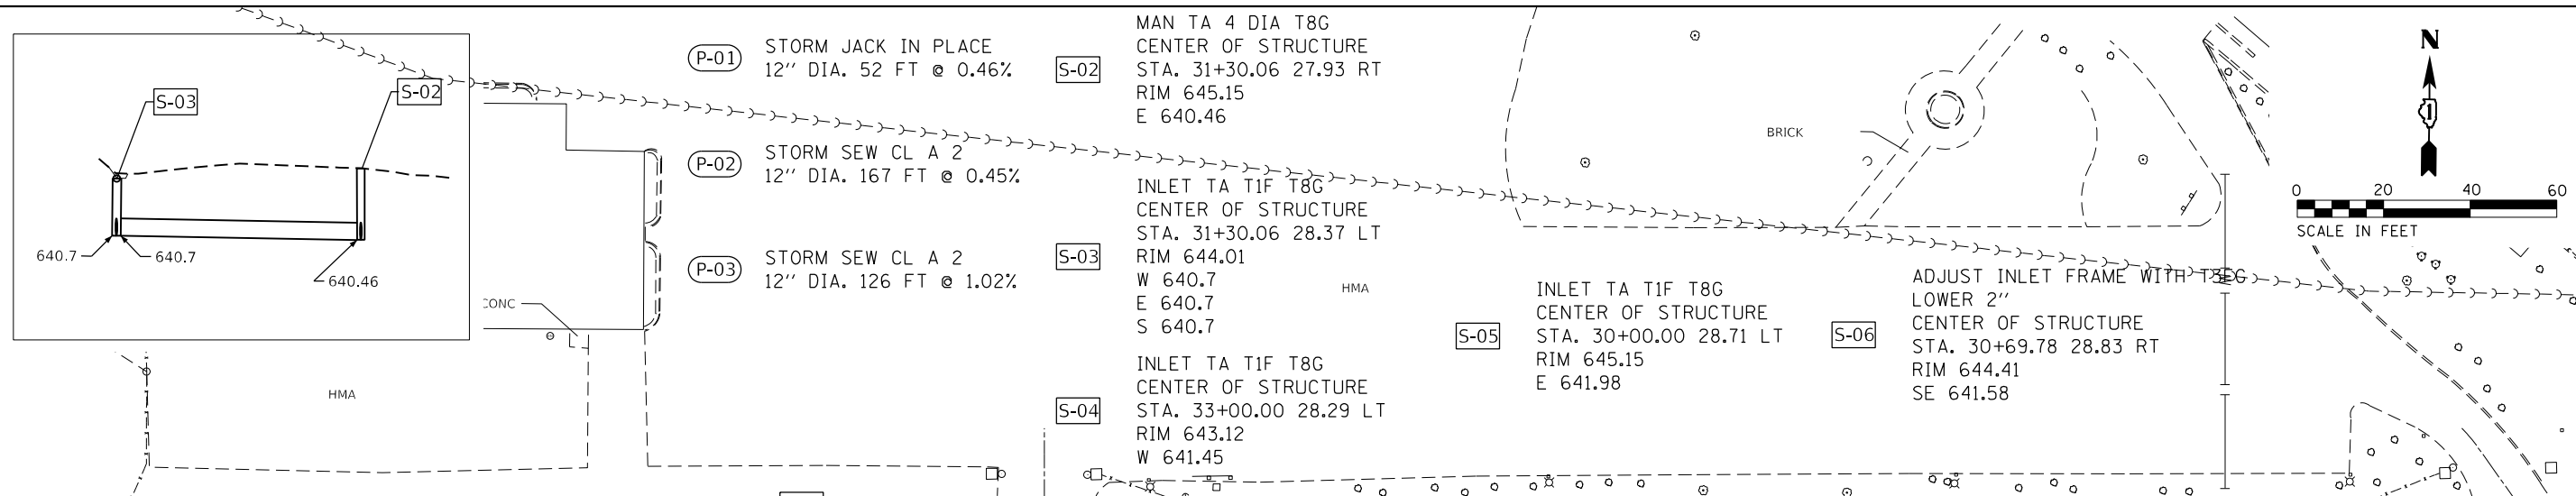 S-03
S-02
640.7
640.7
640.46
P-01
STORM JACK IN PLACE
12'' DIA. 52 FT @ 0.46%
P-02
STORM SEW CL A 2
12'' DIA. 167 FT @ 0.45%
P-03
STORM SEW CL A 2
12'' DIA. 126 FT @ 1.02%
CONC
HMA
S-02
MAN TA 4 DIA T8G
CENTER OF STRUCTURE
STA. 31+30.06 27.93 RT
RIM 645.15
E 640.46
S-03
INLET TA T1F T8G
CENTER OF STRUCTURE
STA. 31+30.06 28.37 LT
RIM 644.01
W 640.7
E 640.7
S 640.7
S-04
INLET TA T1F T8G
CENTER OF STRUCTURE
STA. 33+00.00 28.29 LT
RIM 643.12
W 641.45
HMA
S-05
INLET TA T1F T8G
CENTER OF STRUCTURE
STA. 30+00.00 28.71 LT
RIM 645.15
E 641.98
BRICK
S-06
ADJUST INLET FRAME WITH
LOWER 2''
CENTER OF STRUCTURE
STA. 30+69.78 28.83 RT
RIM 644.41
SE 641.58
N
1
0 20 40 60
SCALE IN FEET